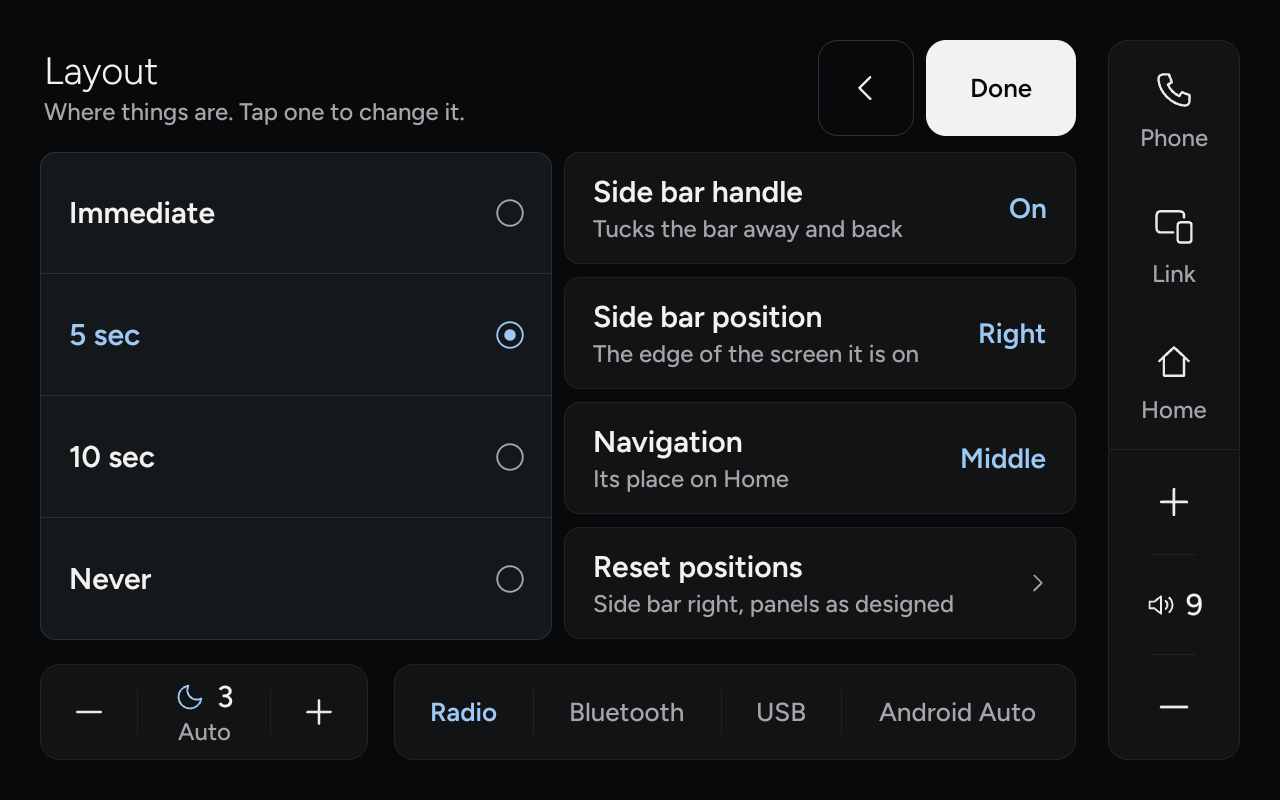 Layout
Where things are. Tap one to change it.
Done
Immediate
5 sec
10 sec
Never
Side bar handle
Tucks the bar away and back
On
Side bar position
The edge of the screen it is on
Right
Navigation
Its place on Home
Middle
Reset positions
Side bar right, panels as designed
3
Auto
Radio
Bluetooth
USB
Android Auto
Phone
Link
Home
9